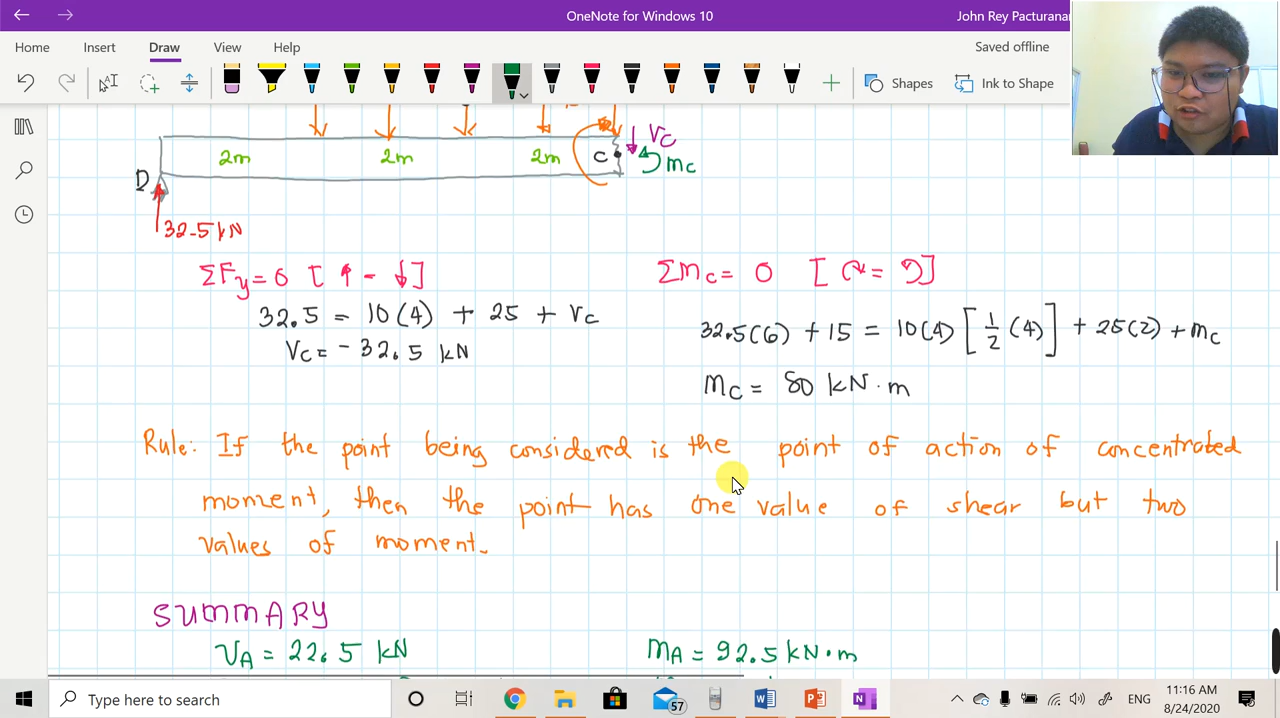 OneNote for Windows 10
John Rey Pacturana
Home Insert Draw View Help
Saved offline
Shapes
Ink to Shape
Vc
Mc
2m 2m 2m C
D
32.5 kN
ΣFy = 0 [ ↑ = ↓ ]
ΣMc = 0 [ ↷ = ↶ ]
32.5 = 10(4) + 25 + Vc
Vc = -32.5 kN
32.5(6) + 15 = 10(4) [ 1/2 (4) ] + 25(2) + Mc
Mc = 80 kN·m
Rule: If the point being considered is the point of action of concentrated
moment, then the point has one value of shear but two
values of moment.
SUMMARY
VA = 22.5 kN
MA = 92.5 kN·m
Type here to search
57
ENG
11:16 AM
8/24/2020